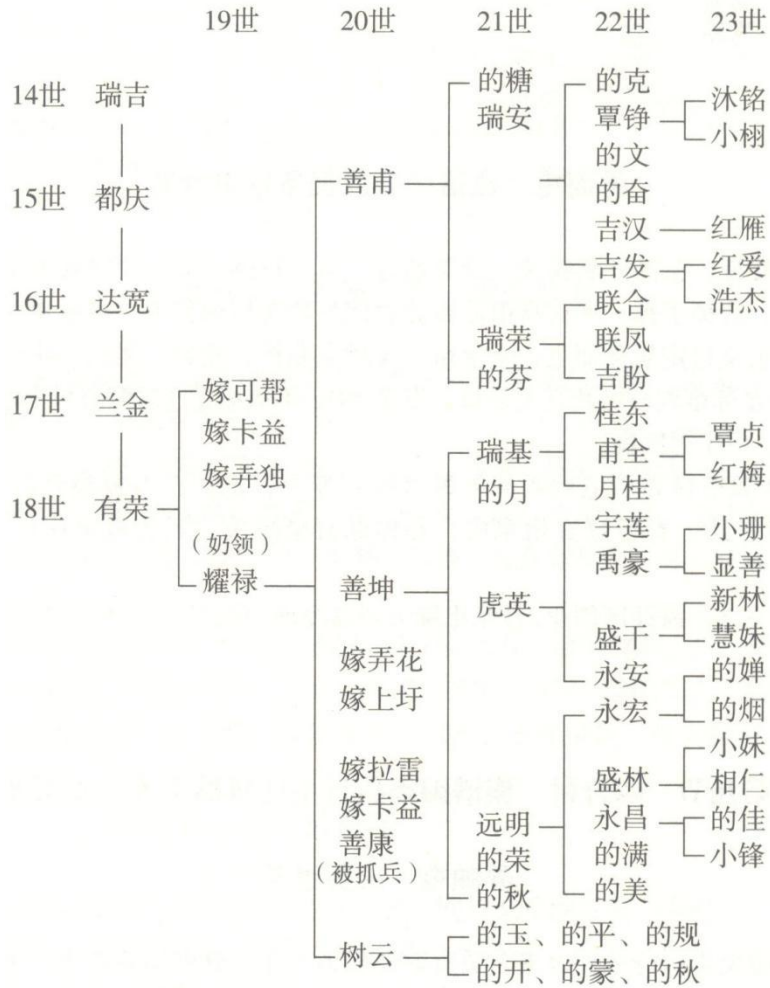 19世 20世 21世 22世 23世
14世 瑞吉
15世 都庆
16世 达宽
17世 兰金
18世 有荣
嫁可帮
嫁卡益
嫁弄独
(奶领)
耀禄
善甫
善坤
嫁弄花
嫁上圩
嫁拉雷
嫁卡益
善康
(被抓兵)
树云
的糖
瑞安
瑞荣
的芬
瑞基
的月
虎英
远明
的荣
的秋
的玉、的平、的规
的开、的蒙、的秋
的克
覃铮
的文
的奋
吉汉
吉发
联合
联凤
吉盼
桂东
甫全
月桂
宇莲
禹豪
盛干
永安
永宏
盛林
永昌
的满
的美
沐铭
小栩
红雁
红爱
浩杰
覃贞
红梅
小珊
显善
新林
慧妹
的婵
的烟
小妹
相仁
的佳
小锋